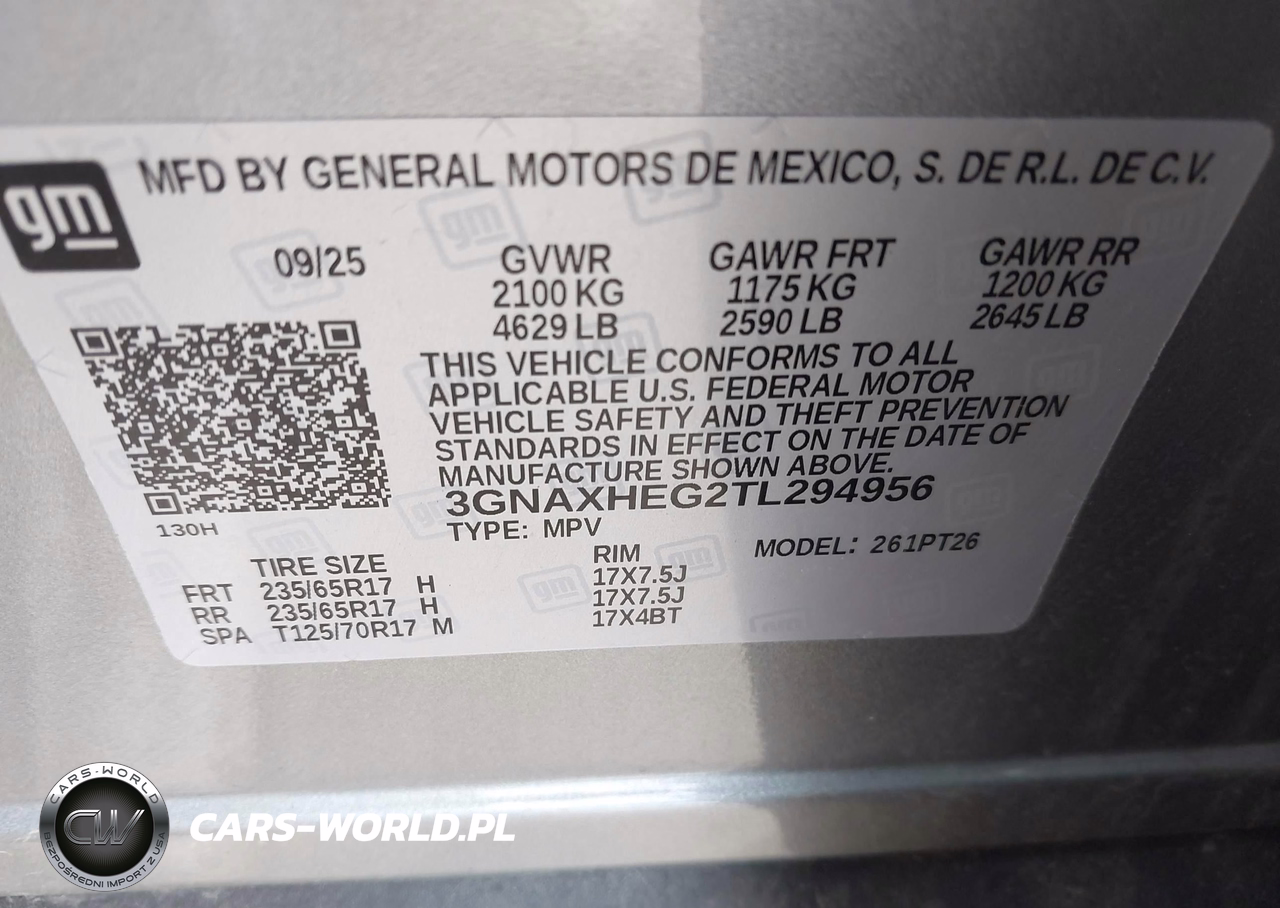 gm
MFD BY GENERAL MOTORS DE MEXICO, S. DE R.L. DE C.V.
09/25 GVWR GAWR FRT GAWR RR
2100 KG 1175 KG 1200 KG
4629 LB 2590 LB 2645 LB
THIS VEHICLE CONFORMS TO ALL
APPLICABLE U.S. FEDERAL MOTOR
VEHICLE SAFETY AND THEFT PREVENTION
STANDARDS IN EFFECT ON THE DATE OF
MANUFACTURE SHOWN ABOVE.
3GNAXHEG2TL294956
130H
TYPE: MPV
MODEL: 261PT26
TIRE SIZE RIM
FRT 235/65R17 H 17X7.5J
RR 235/65R17 H 17X7.5J
SPA T125/70R17 M 17X4BT
CARS-WORLD
CW
BEZPOŚREDNI IMPORT Z USA
CARS-WORLD.PL